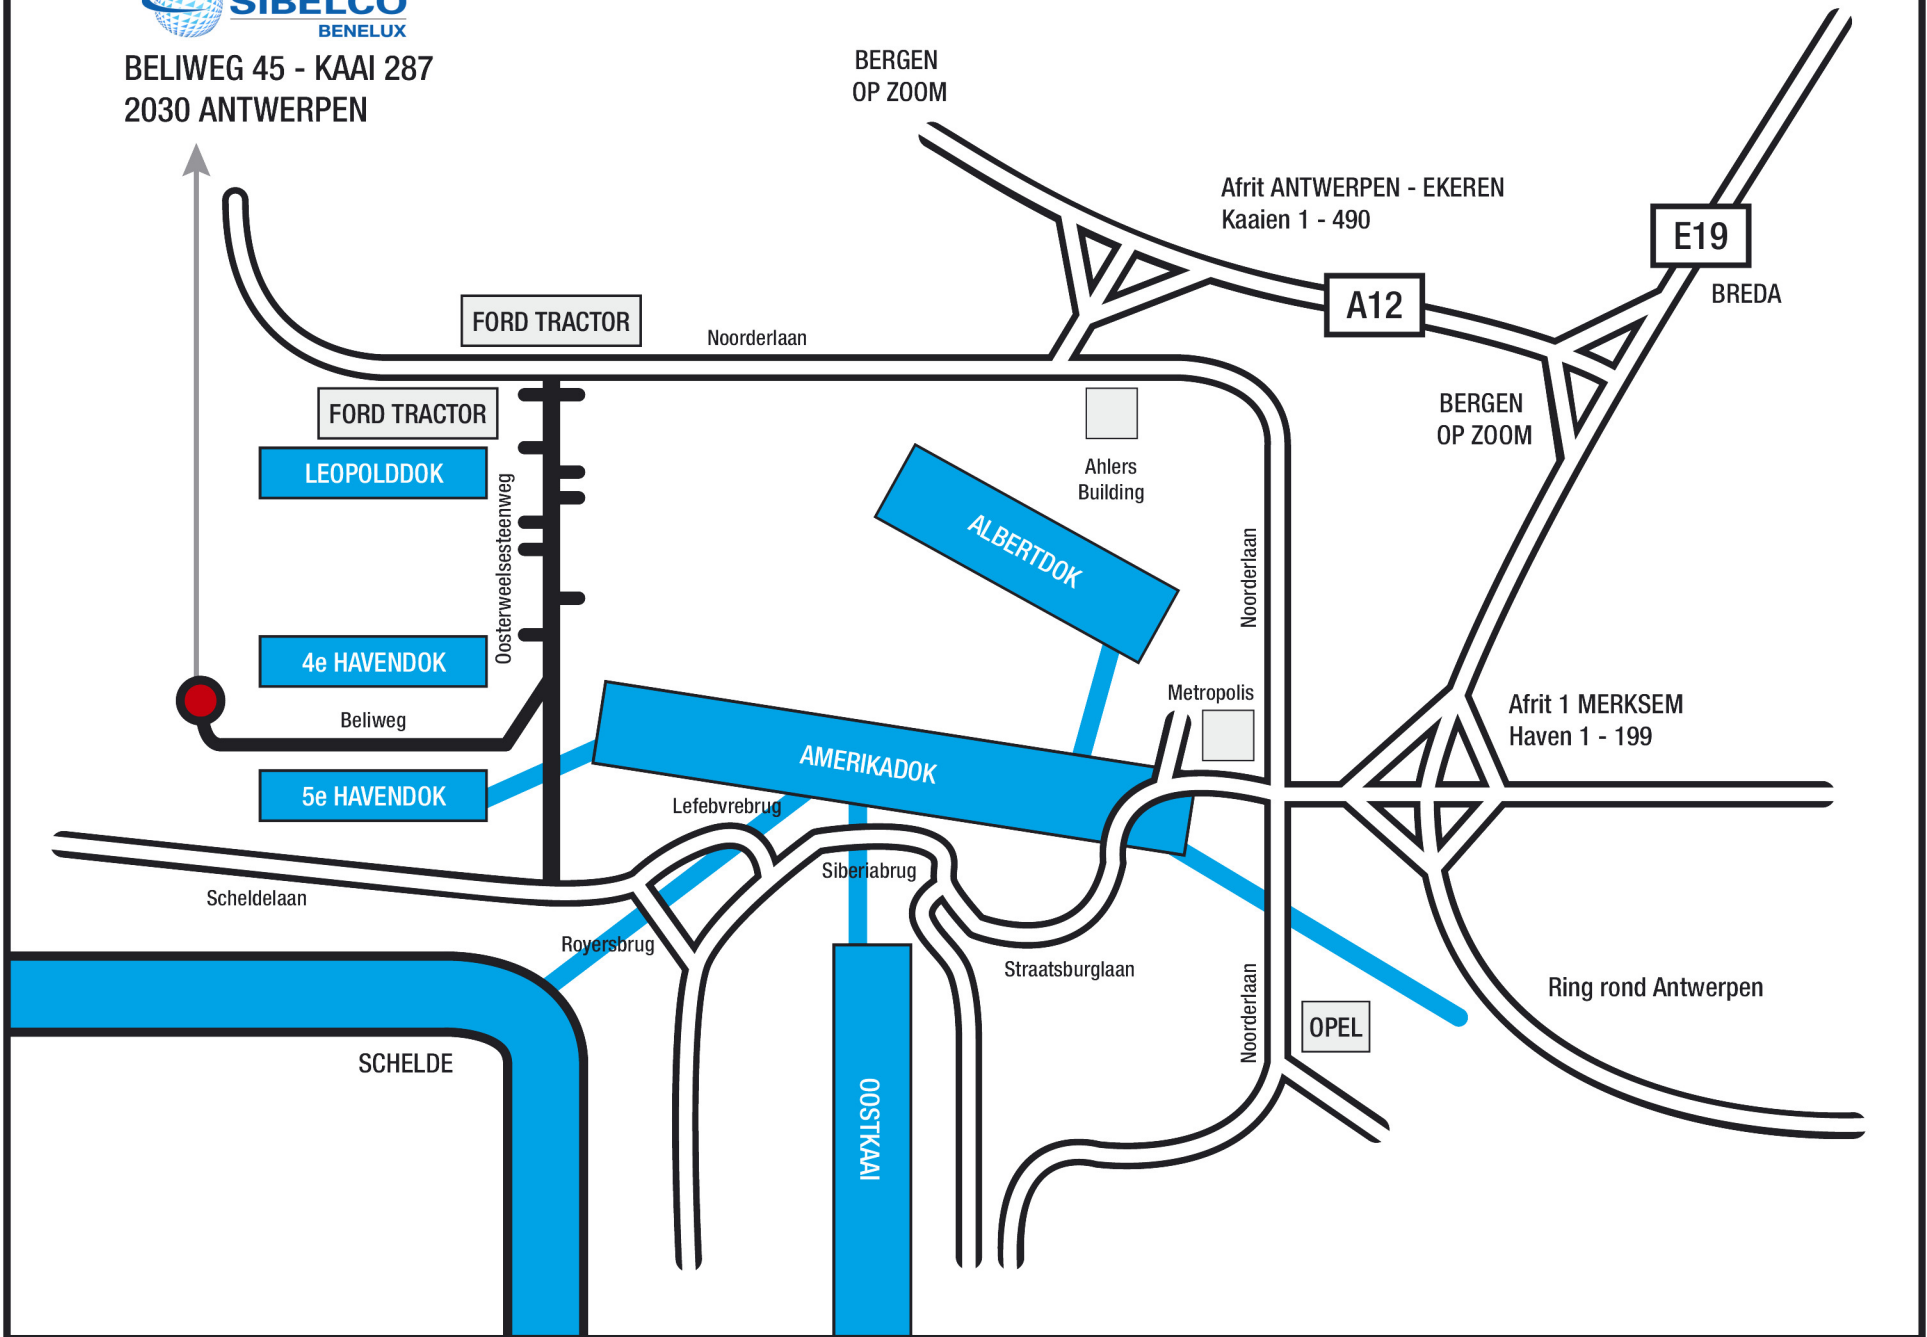 SIBELCO
BENELUX
BELIWEG 45 - KAAI 287
2030 ANTWERPEN
BERGEN
OP ZOOM
Afrit ANTWERPEN - EKEREN
Kaaien 1 - 490
E19
BREDA
A12
FORD TRACTOR
Noorderlaan
FORD TRACTOR
BERGEN
OP ZOOM
LEOPOLDDOK
Ahlers
Building
Oosterweelsesteenweg
ALBERTDOK
Noorderlaan
4e HAVENDOK
Metropolis
Beliweg
Afrit 1 MERKSEM
Haven 1 - 199
AMERIKADOK
5e HAVENDOK
Lefebvrebrug
Siberiabrug
Scheldelaan
Royersbrug
Straatsburglaan
Noorderlaan
Ring rond Antwerpen
OPEL
SCHELDE
OOSTKAAI